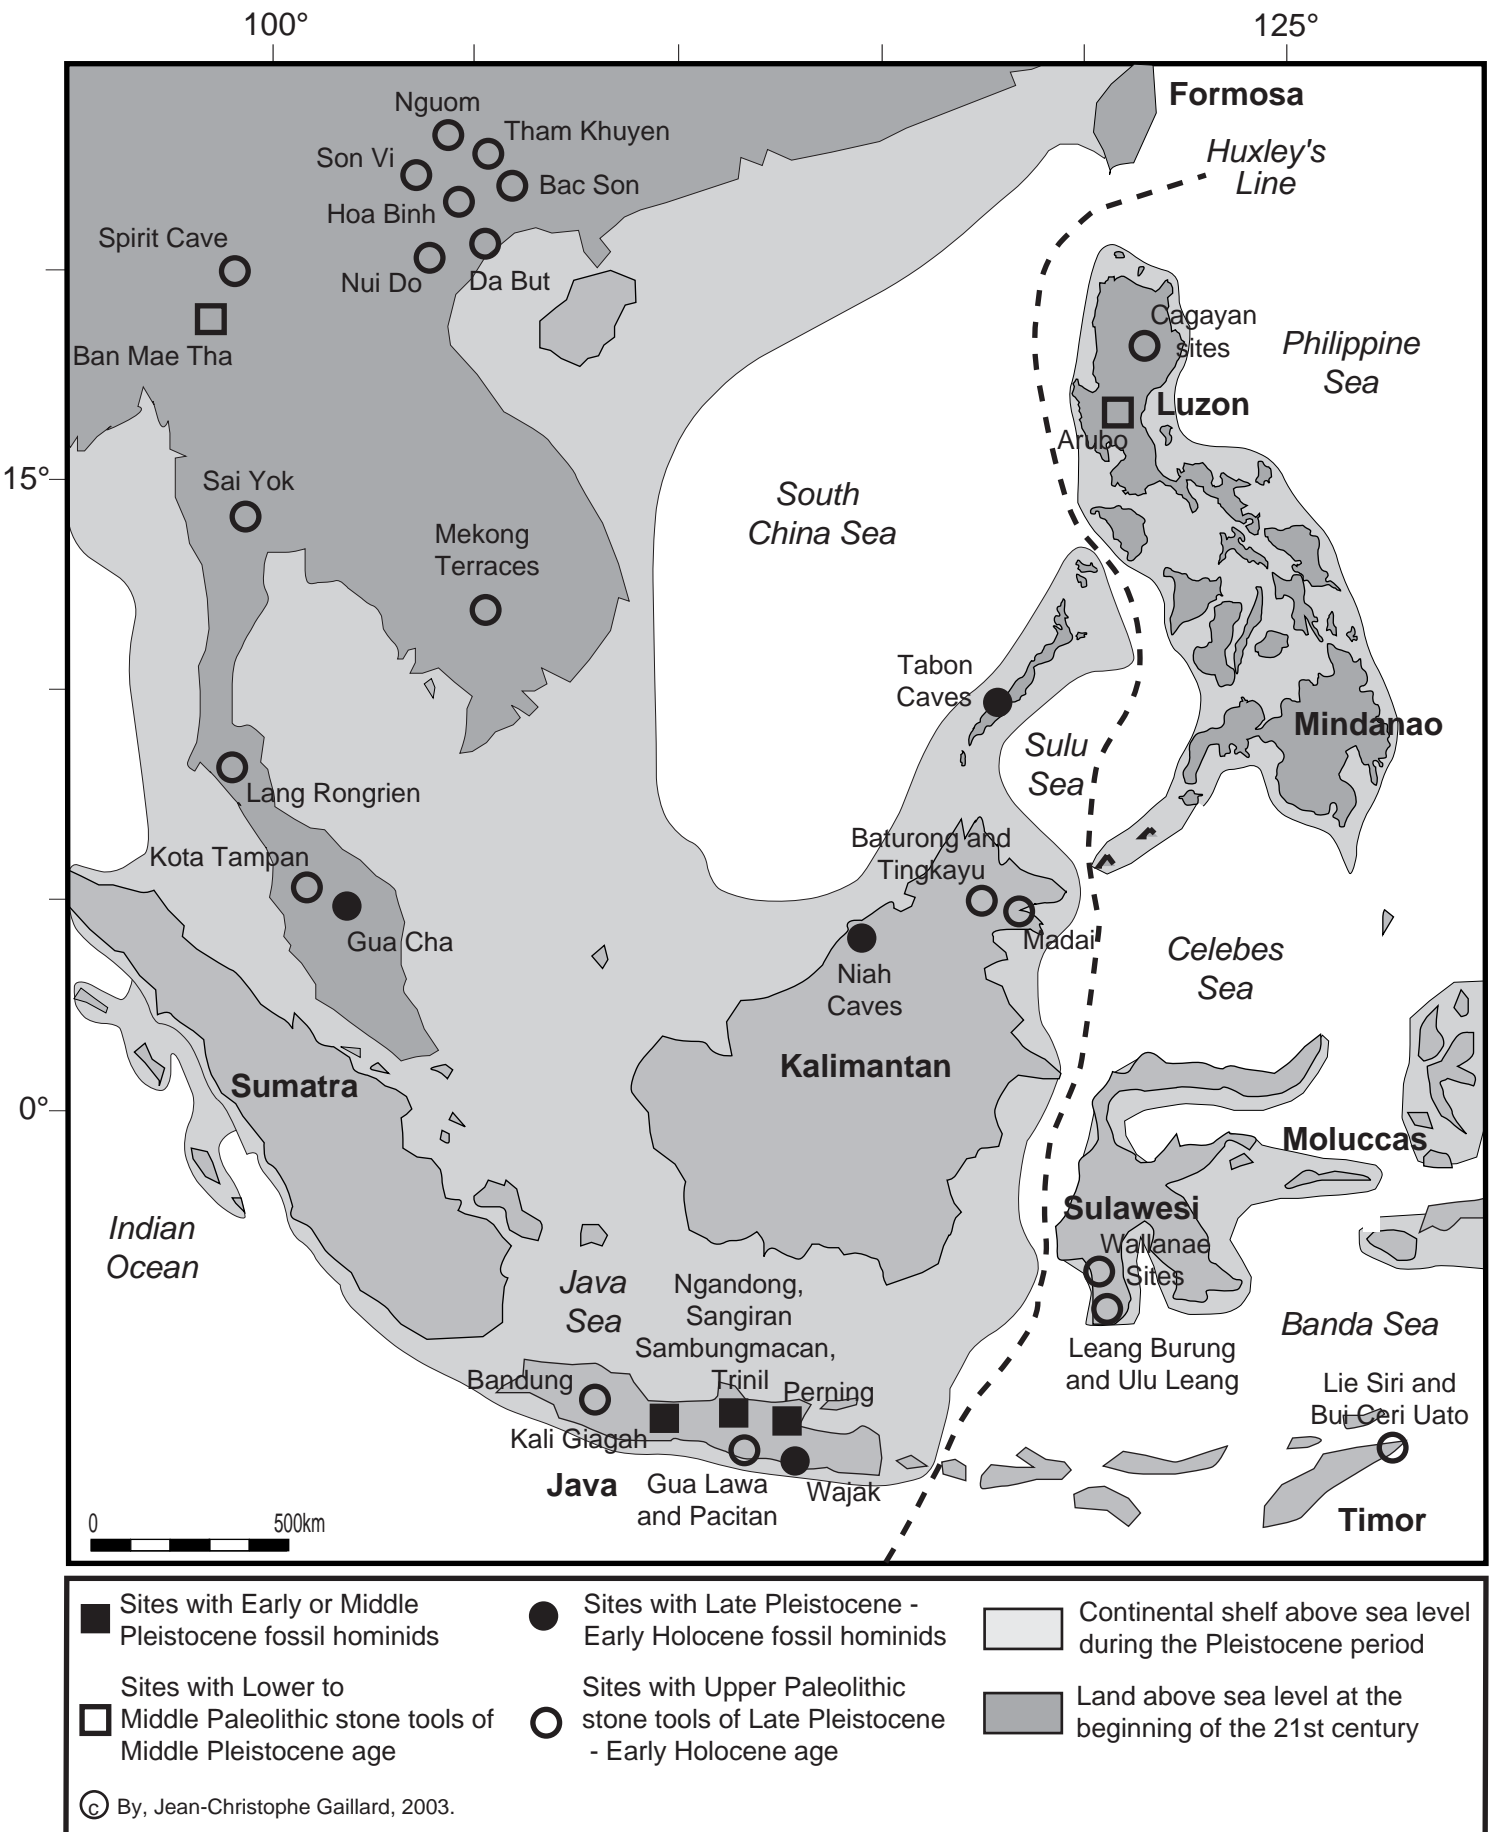 100°
125°
Formosa
Nguom
Tham Khuyen
Huxley's
Line
Son Vi
Bac Son
Hoa Binh
Spirit Cave
Nui Do
Da But
Cagayan
sites
Ban Mae Tha
Philippine
Sea
Luzon
Arubo
15°
Sai Yok
South
China Sea
Mekong
Terraces
Tabon
Caves
Mindanao
Sulu
Sea
Lang Rongrien
Baturong and
Tingkayu
Kota Tampan
Gua Cha
Madai
Niah
Caves
Celebes
Sea
Kalimantan
Sumatra
0°
Moluccas
Sulawesi
Indian
Ocean
Wallanae
Sites
Java
Sea
Ngandong,
Sangiran
Sambungmacan,
Trinil
Banda Sea
Leang Burung
and Ulu Leang
Bandung
Perning
Lie Siri and
Bui Ceri Uato
Kali Giagah
Java
Gua Lawa
and Pacitan
Wajak
Timor
0
500km
Sites with Early or Middle
Pleistocene fossil hominids
Sites with Late Pleistocene -
Early Holocene fossil hominids
Continental shelf above sea level
during the Pleistocene period
Sites with Lower to
Middle Paleolithic stone tools of
Middle Pleistocene age
Sites with Upper Paleolithic
stone tools of Late Pleistocene
- Early Holocene age
Land above sea level at the
beginning of the 21st century
© By, Jean-Christophe Gaillard, 2003.